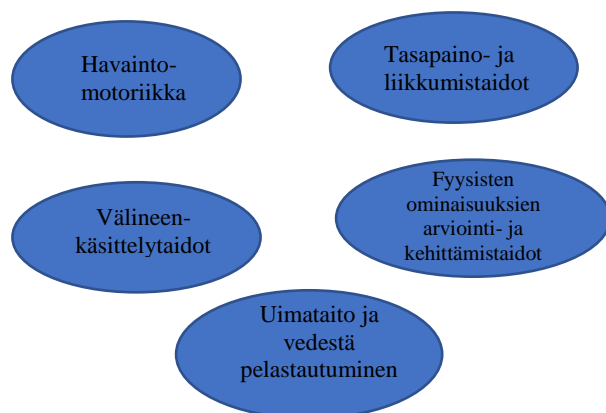 Havainto-
motoriikka
Tasapaino- ja
liikkumistaidot
Välineen-
käsittelytaidot
Fyysisten
ominaisuuksien
arviointi- ja
kehittämistaidot
Uimataito ja
vedestä
pelastautuminen